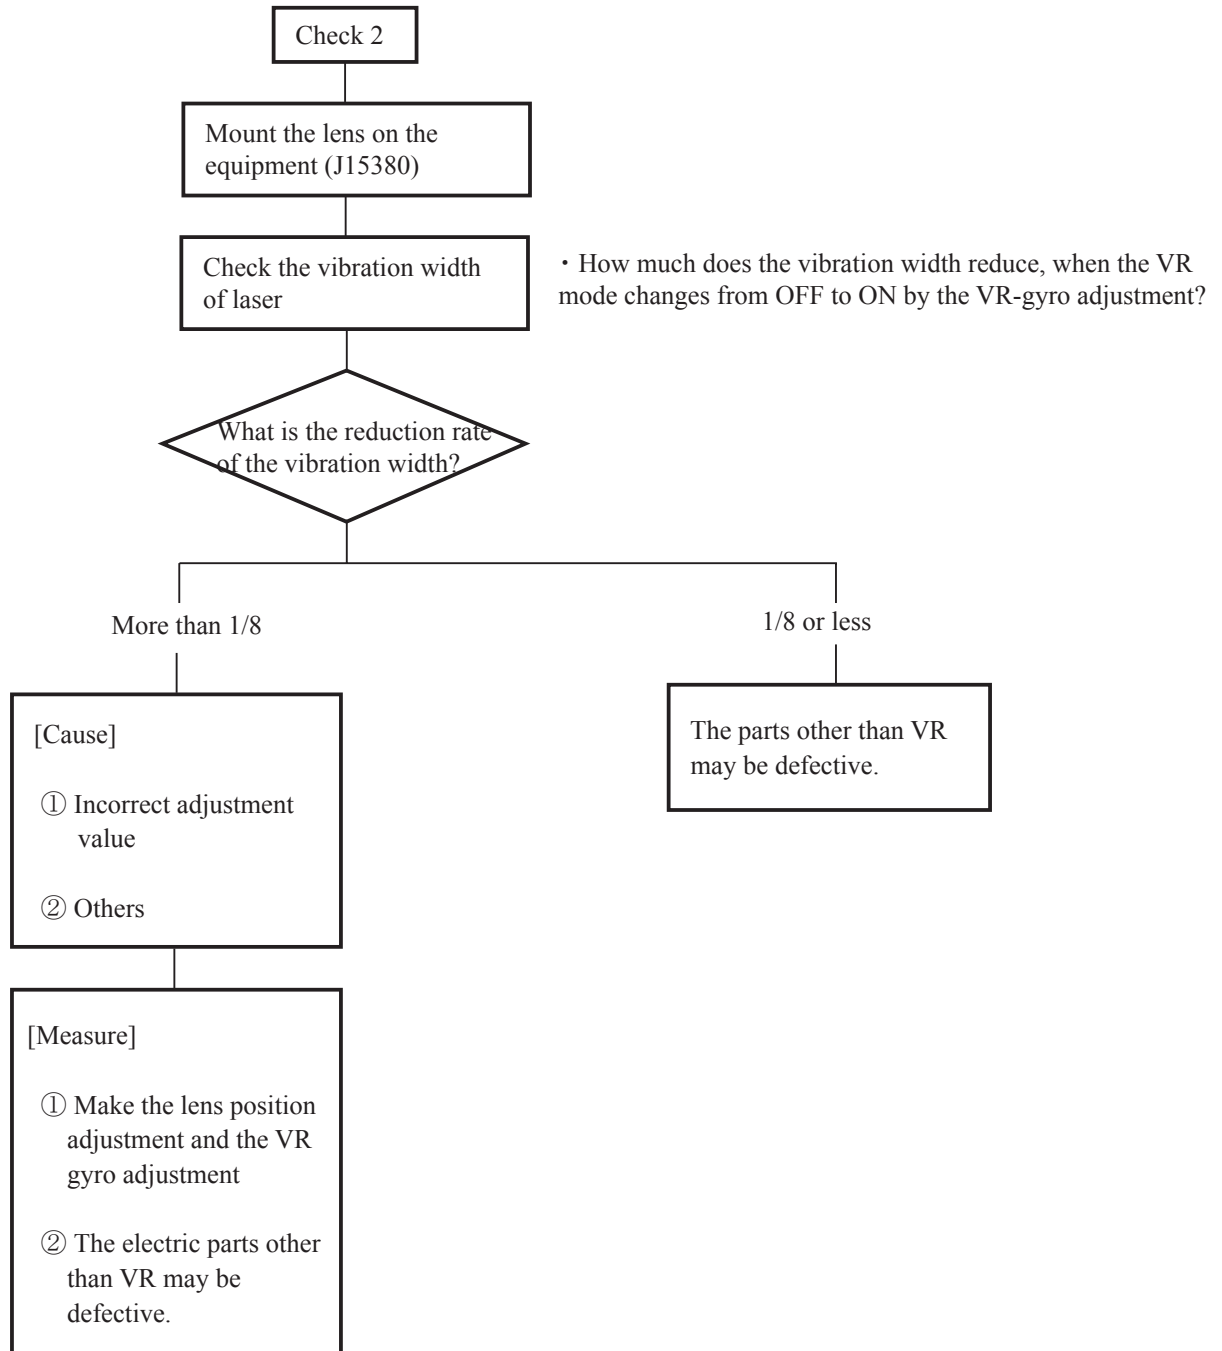 Check 2
Mount the lens on the
equipment (J15380)
Check the vibration width
of laser
・How much does the vibration width reduce, when the VR
mode changes from OFF to ON by the VR-gyro adjustment?
What is the reduction rate
of the vibration width?
More than 1/8
1/8 or less
[Cause]
① Incorrect adjustment
value
② Others
The parts other than VR
may be defective.
[Measure]
① Make the lens position
adjustment and the VR
gyro adjustment
② The electric parts other
than VR may be
defective.